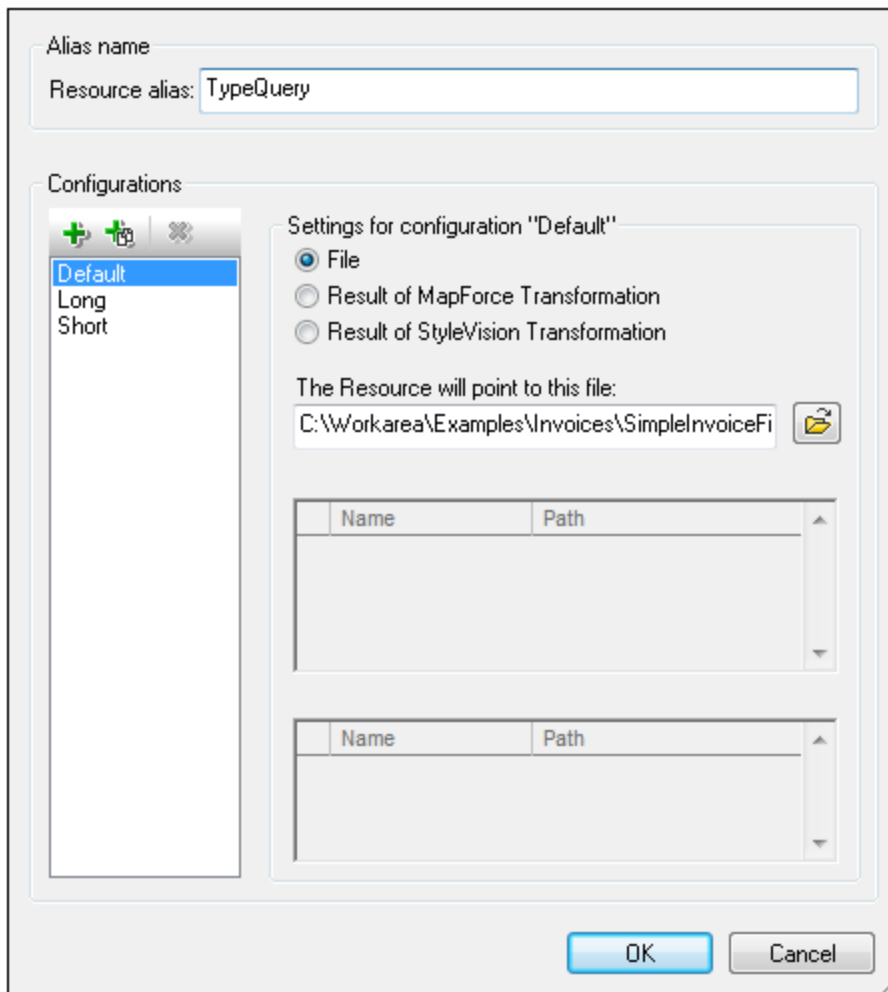 Alias name
Resource alias: TypeQuery
Configurations
Default
Long
Short
Settings for configuration "Default"
File
Result of MapForce Transformation
Result of StyleVision Transformation
The Resource will point to this file:
C:\Workarea\Examples\Invoices\SimpleInvoiceFi
Name Path
Name Path
OK Cancel